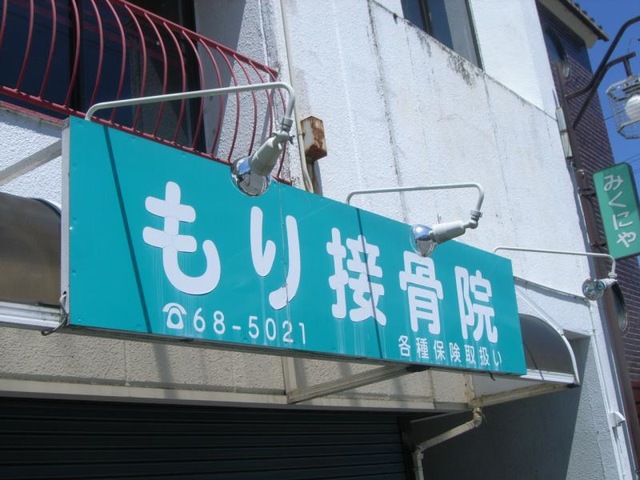 もり接骨院
☎68-5021
各種保険取扱い
みくにや